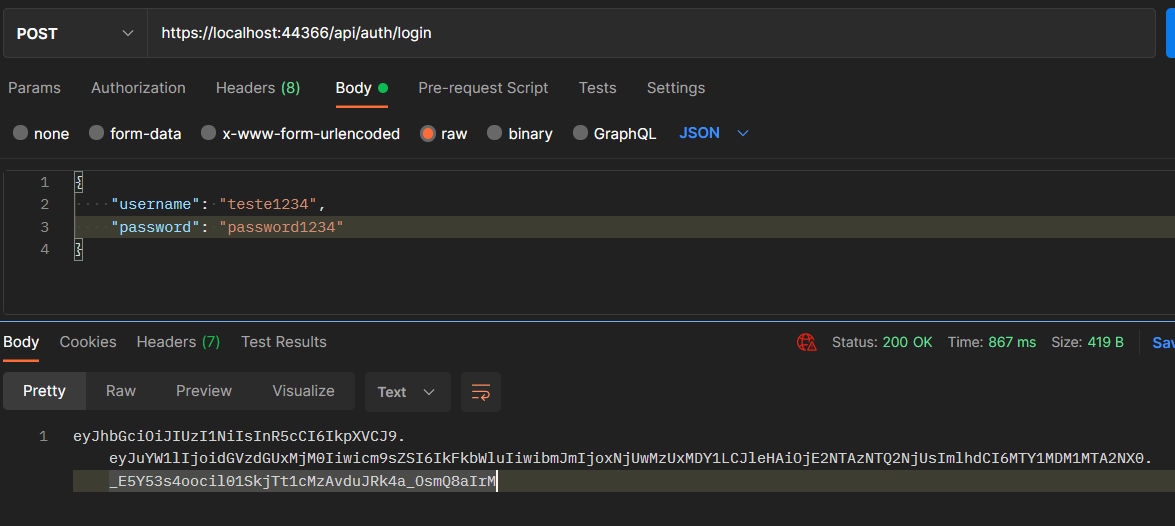 POST https://localhost:44366/api/auth/login
Params Authorization Headers (8) Body Pre-request Script Tests Settings
none form-data x-www-form-urlencoded raw binary GraphQL JSON
1 {
2 "username": "teste1234",
3 "password": "password1234"
4 }
Body Cookies Headers (7) Test Results Status: 200 OK Time: 867 ms Size: 419 B Sav
Pretty Raw Preview Visualize Text
1 eyJhbGciOiJIUzI1NiIsInR5cCI6IkpXVCJ9.
eyJuYW1lIjoidGVzdGUxMjM0Iiwicm9sZSI6IkFkbWluIiwibmJmIjoxNjUwMzUxMDY1LCJleHAiOjE2NTAzNTQ2NjUsImlhdCI6MTY1MDM1MTA2NX0.
_E5Y53s4oocil01SkjTt1cMzAvduJRk4a_OsmQ8aIrM